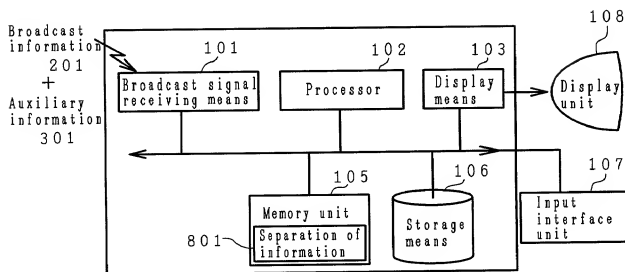 Broadcast
information
201
+
Auxiliary
information
301
101
Broadcast signal
receiving means
102
Processor
103
Display
means
108
Display
unit
105
Memory unit
801
Separation of
information
106
Storage
means
107
Input
interface
unit